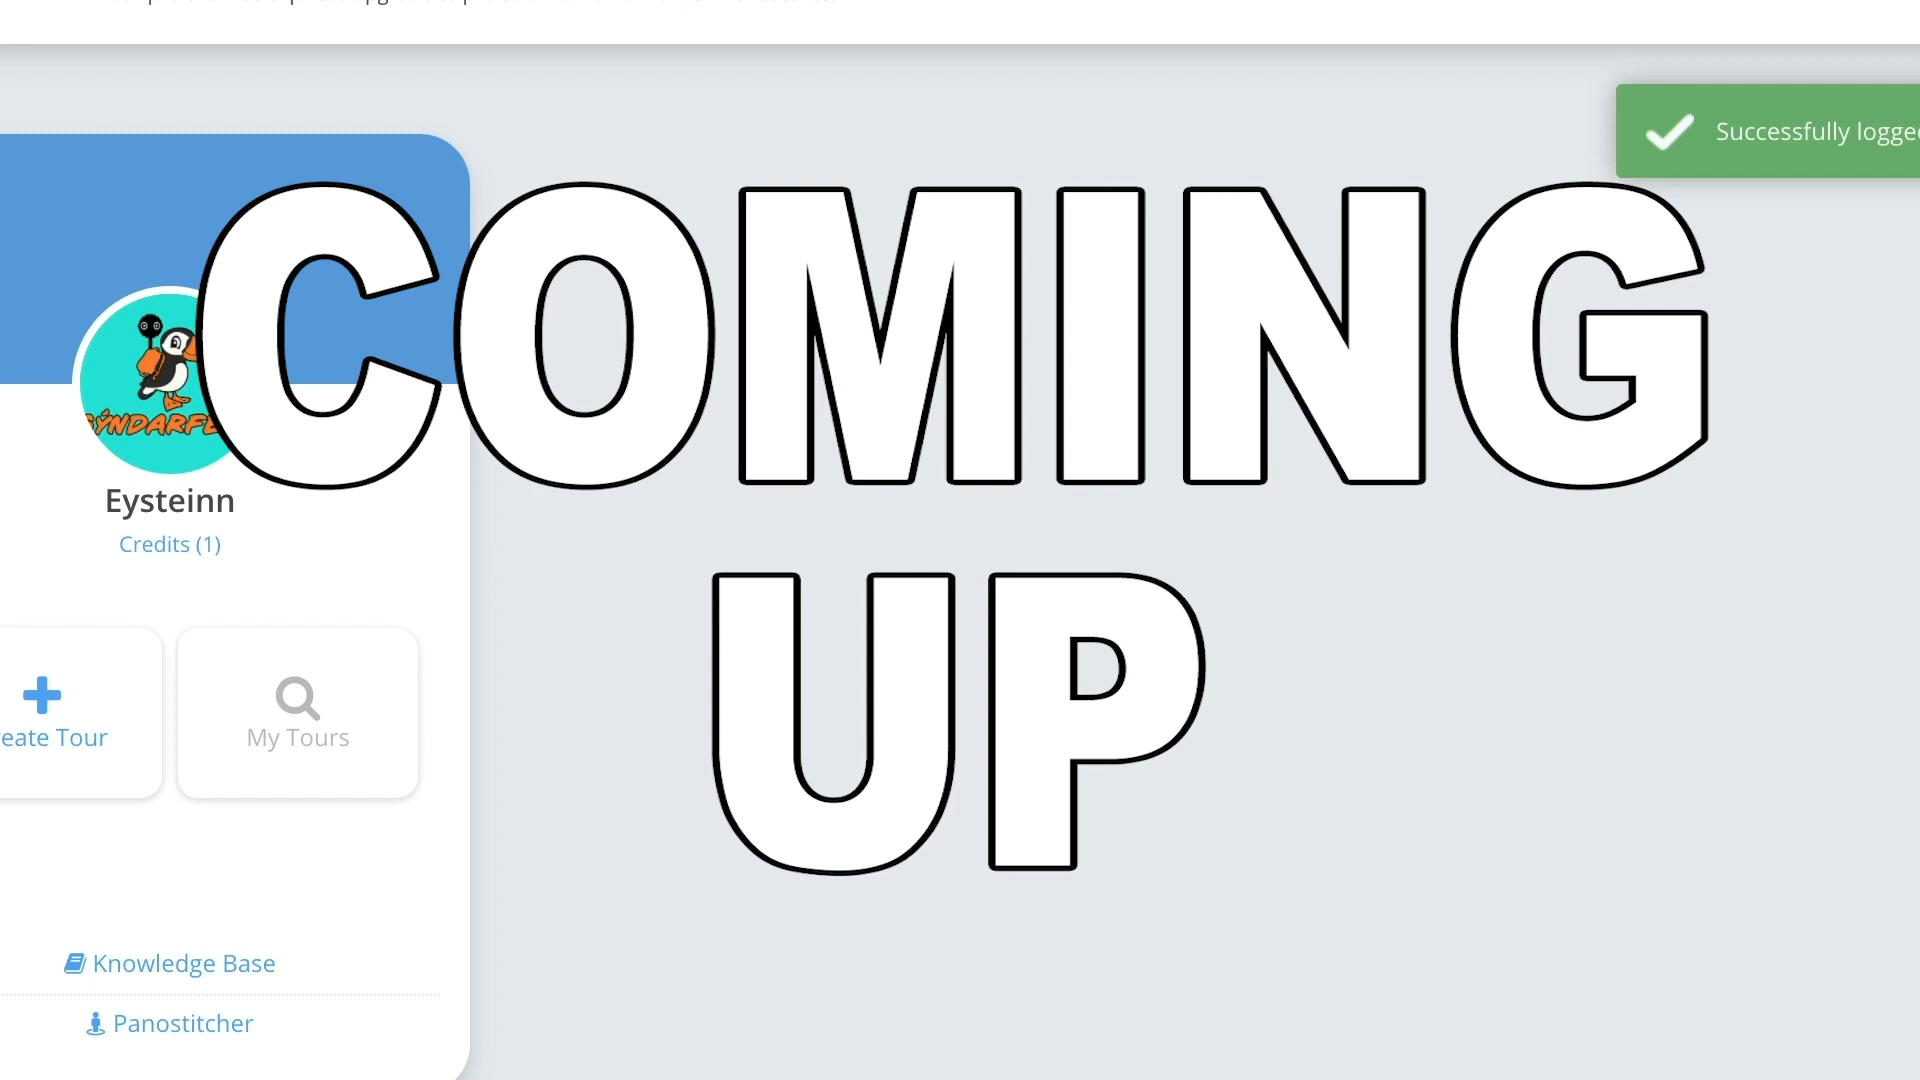 Successfully logge
COMING
Eysteinn
Credits (1)
UP
eate Tour
My Tours
Knowledge Base
Panostitcher